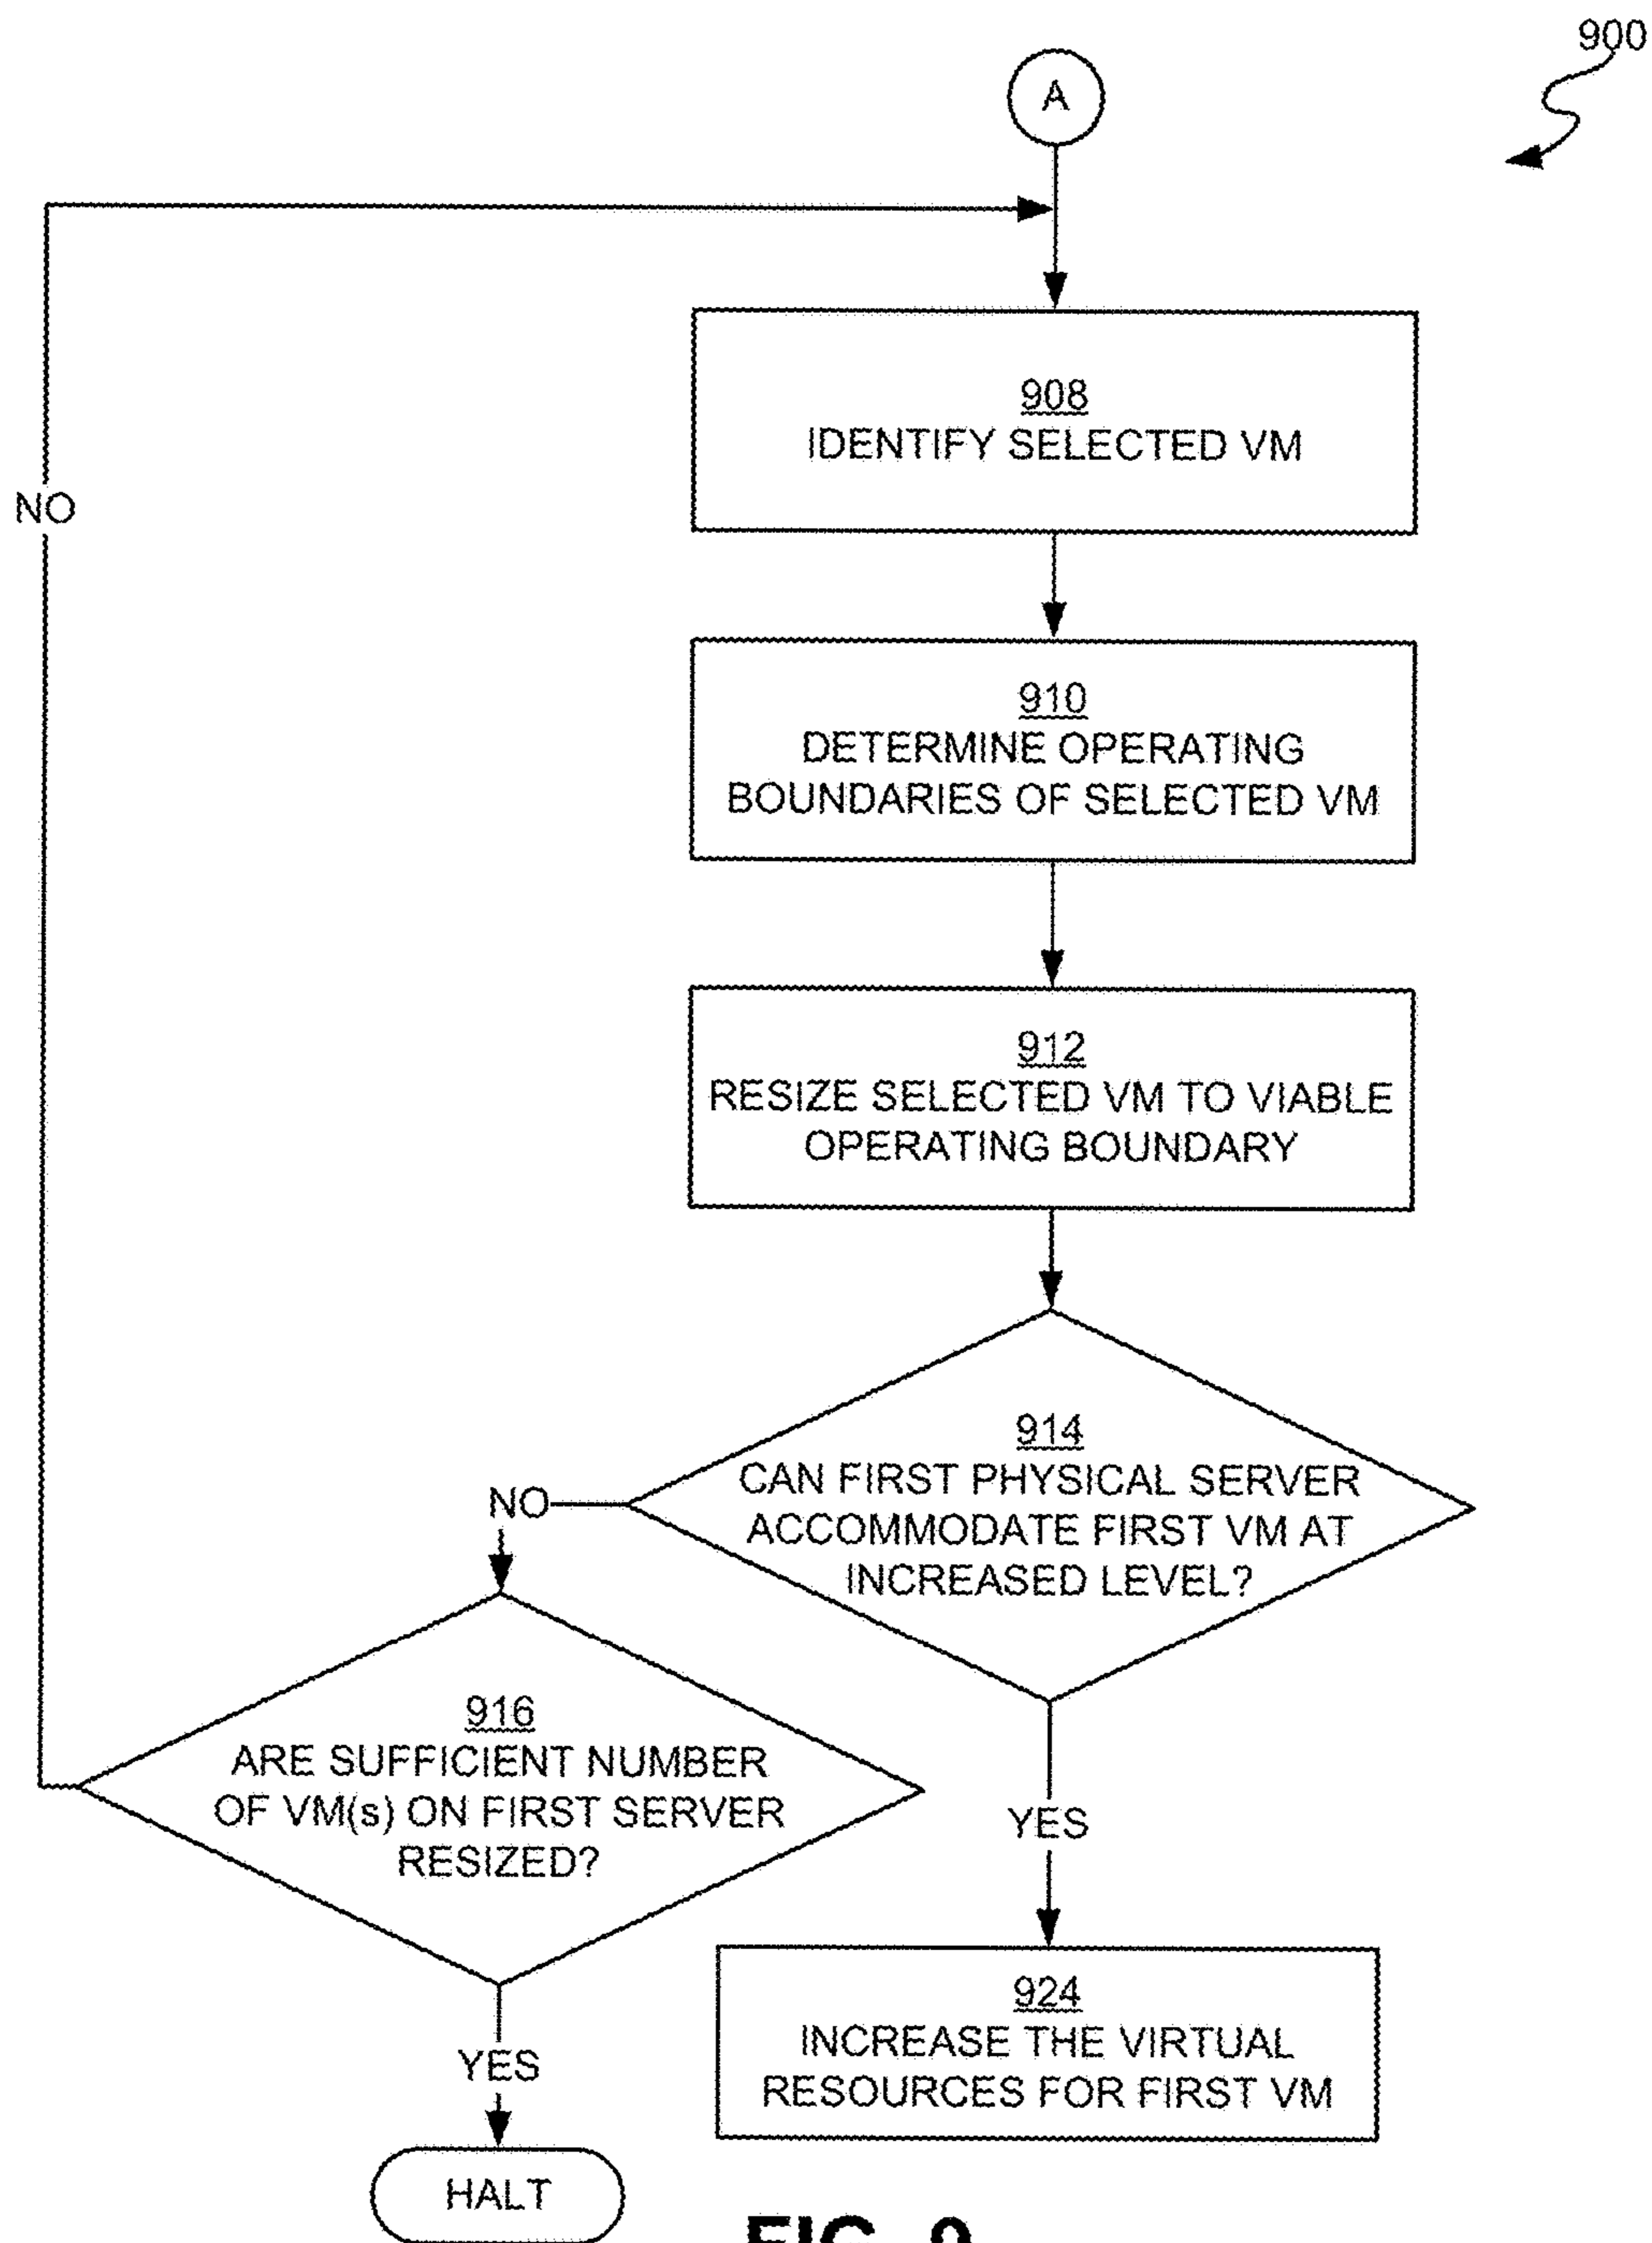 900
A
908
IDENTIFY SELECTED VM
NO
910
DETERMINE OPERATING
BOUNDARIES OF SELECTED VM
912
RESIZE SELECTED VM TO VIABLE
OPERATING BOUNDARY
914
CAN FIRST PHYSICAL SERVER
ACCOMMODATE FIRST VM AT
INCREASED LEVEL?
NO
916
ARE SUFFICIENT NUMBER
OF VM(s) ON FIRST SERVER
RESIZED?
YES
924
INCREASE THE VIRTUAL
RESOURCES FOR FIRST VM
YES
HALT